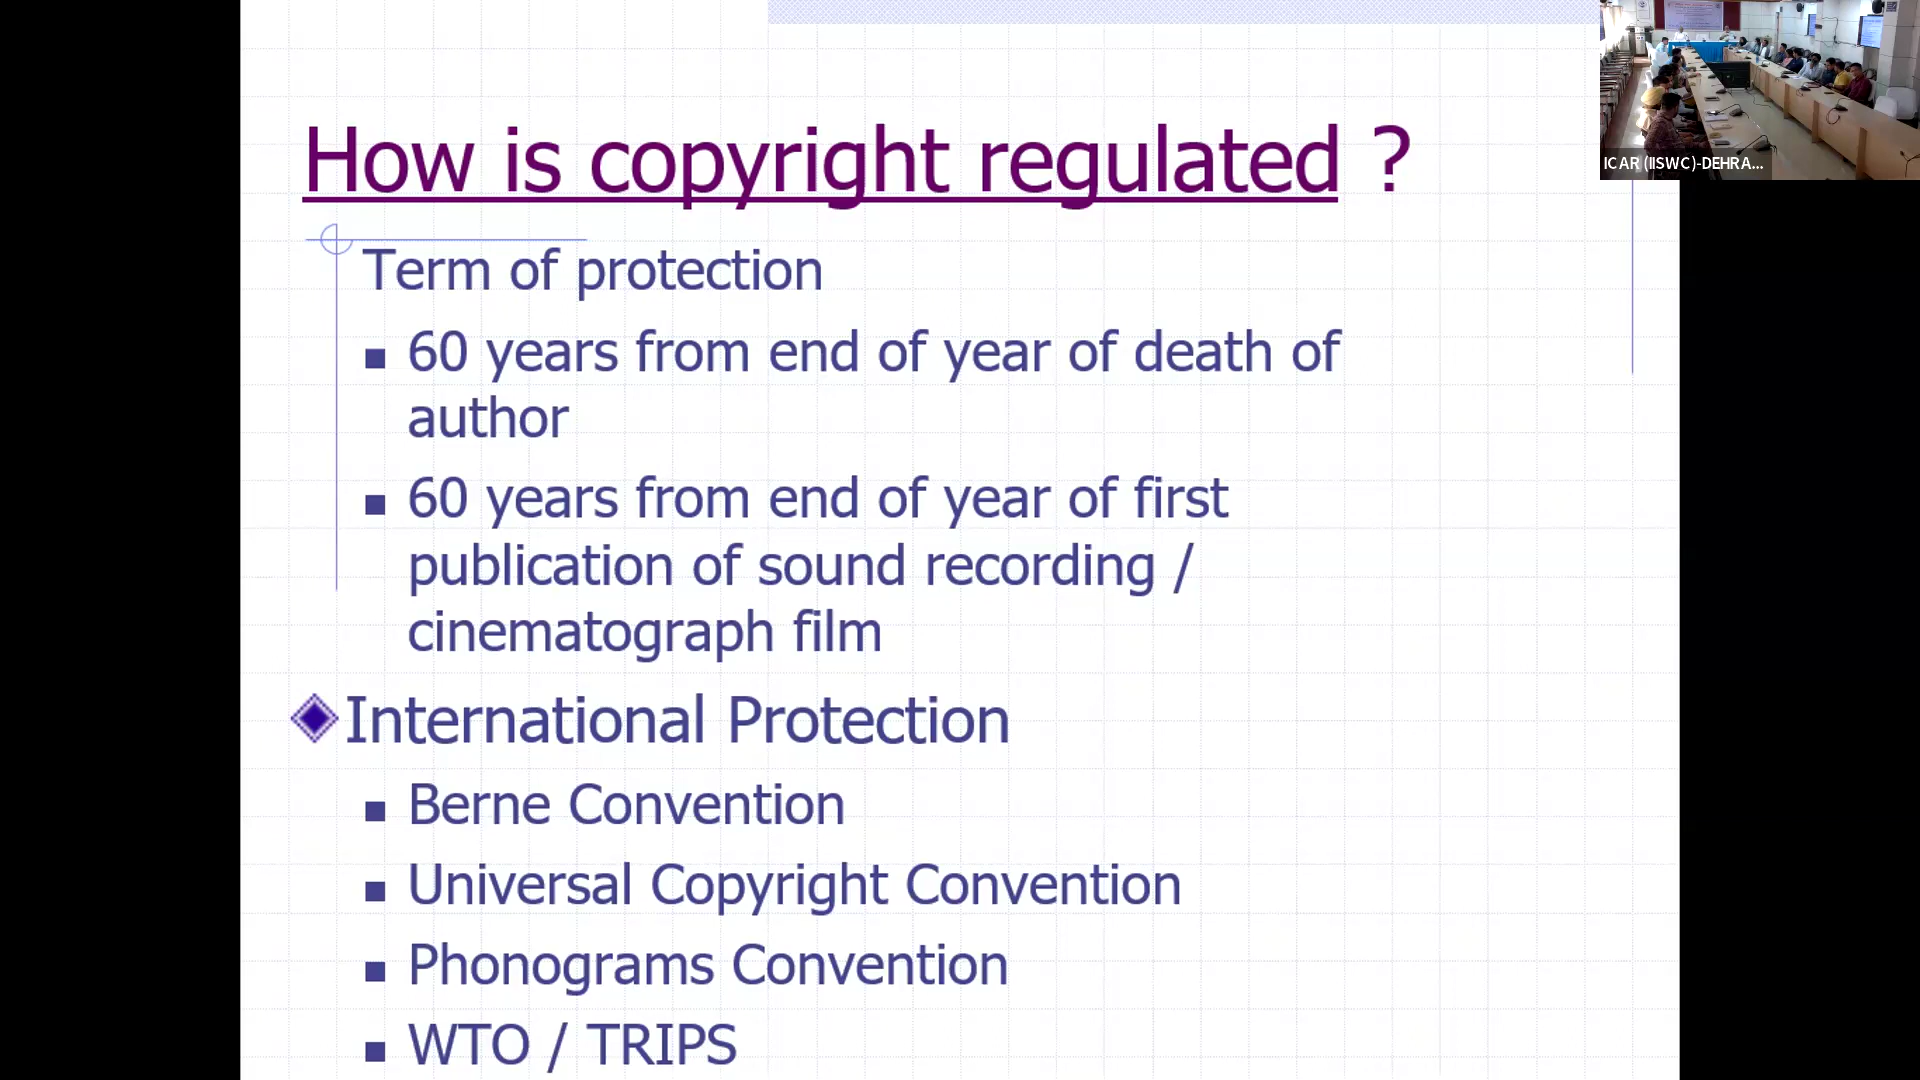 How is copyright regulated ?
ICAR (IISWC)-DEHRA...
Term of protection
60 years from end of year of death of
author
60 years from end of year of first
publication of sound recording /
cinematograph film
International Protection
Berne Convention
Universal Copyright Convention
Phonograms Convention
WTO / TRIPS